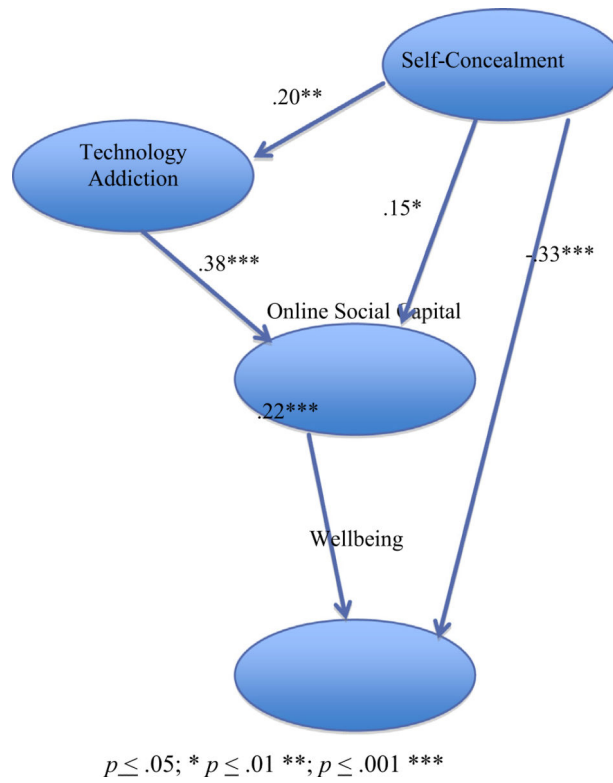 Self-Concealment
.20**
Technology
Addiction
.15*
.38***
-.33***
Online Social Capital
.22***
Wellbeing
p ≤ .05; * p ≤ .01 **; p ≤ .001 ***